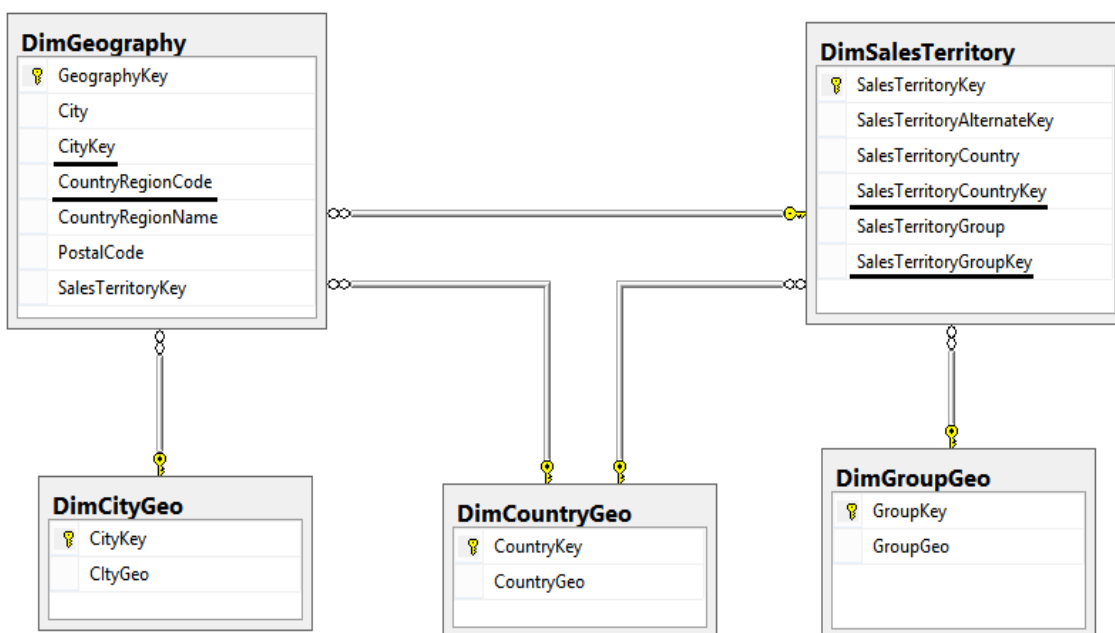 DimGeography
GeographyKey
City
CityKey
CountryRegionCode
CountryRegionName
PostalCode
SalesTerritoryKey
DimSalesTerritory
SalesTerritoryKey
SalesTerritoryAlternateKey
SalesTerritoryCountry
SalesTerritoryCountryKey
SalesTerritoryGroup
SalesTerritoryGroupKey
DimCityGeo
CityKey
CItyGeo
DimCountryGeo
CountryKey
CountryGeo
DimGroupGeo
GroupKey
GroupGeo